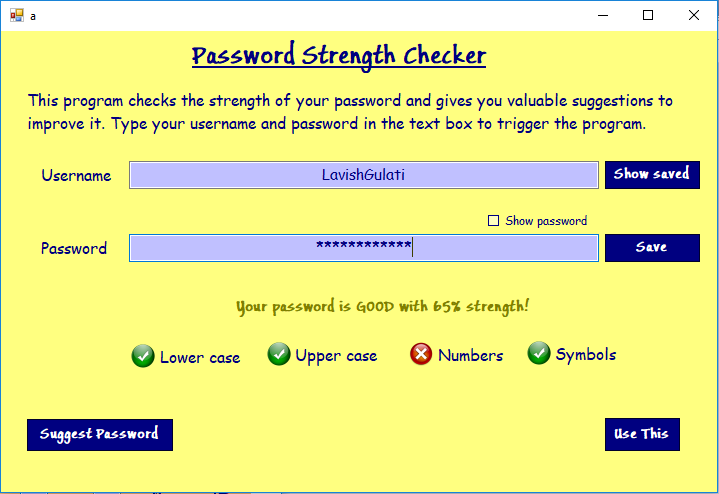 a
Password Strength Checker
This program checks the strength of your password and gives you valuable suggestions to
improve it. Type your username and password in the text box to trigger the program.
Username LavishGulati Show saved
Show password
Password ************ Save
Your password is GOOD with 65% strength!
Lower case Upper case Numbers Symbols
Suggest Password Use This